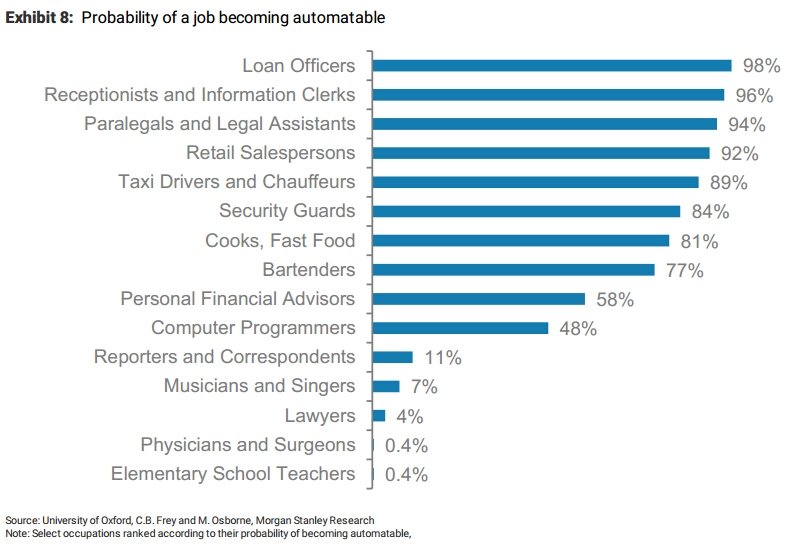 Exhibit 8: Probability of a job becoming automatable
Loan Officers 98%
Receptionists and Information Clerks 96%
Paralegals and Legal Assistants 94%
Retail Salespersons 92%
Taxi Drivers and Chauffeurs 89%
Security Guards 84%
Cooks, Fast Food 81%
Bartenders 77%
Personal Financial Advisors 58%
Computer Programmers 48%
Reporters and Correspondents 11%
Musicians and Singers 7%
Lawyers 4%
Physicians and Surgeons 0.4%
Elementary School Teachers 0.4%
Source: University of Oxford, C.B. Frey and M. Osborne, Morgan Stanley Research
Note: Select occupations ranked according to their probability of becoming automatable,